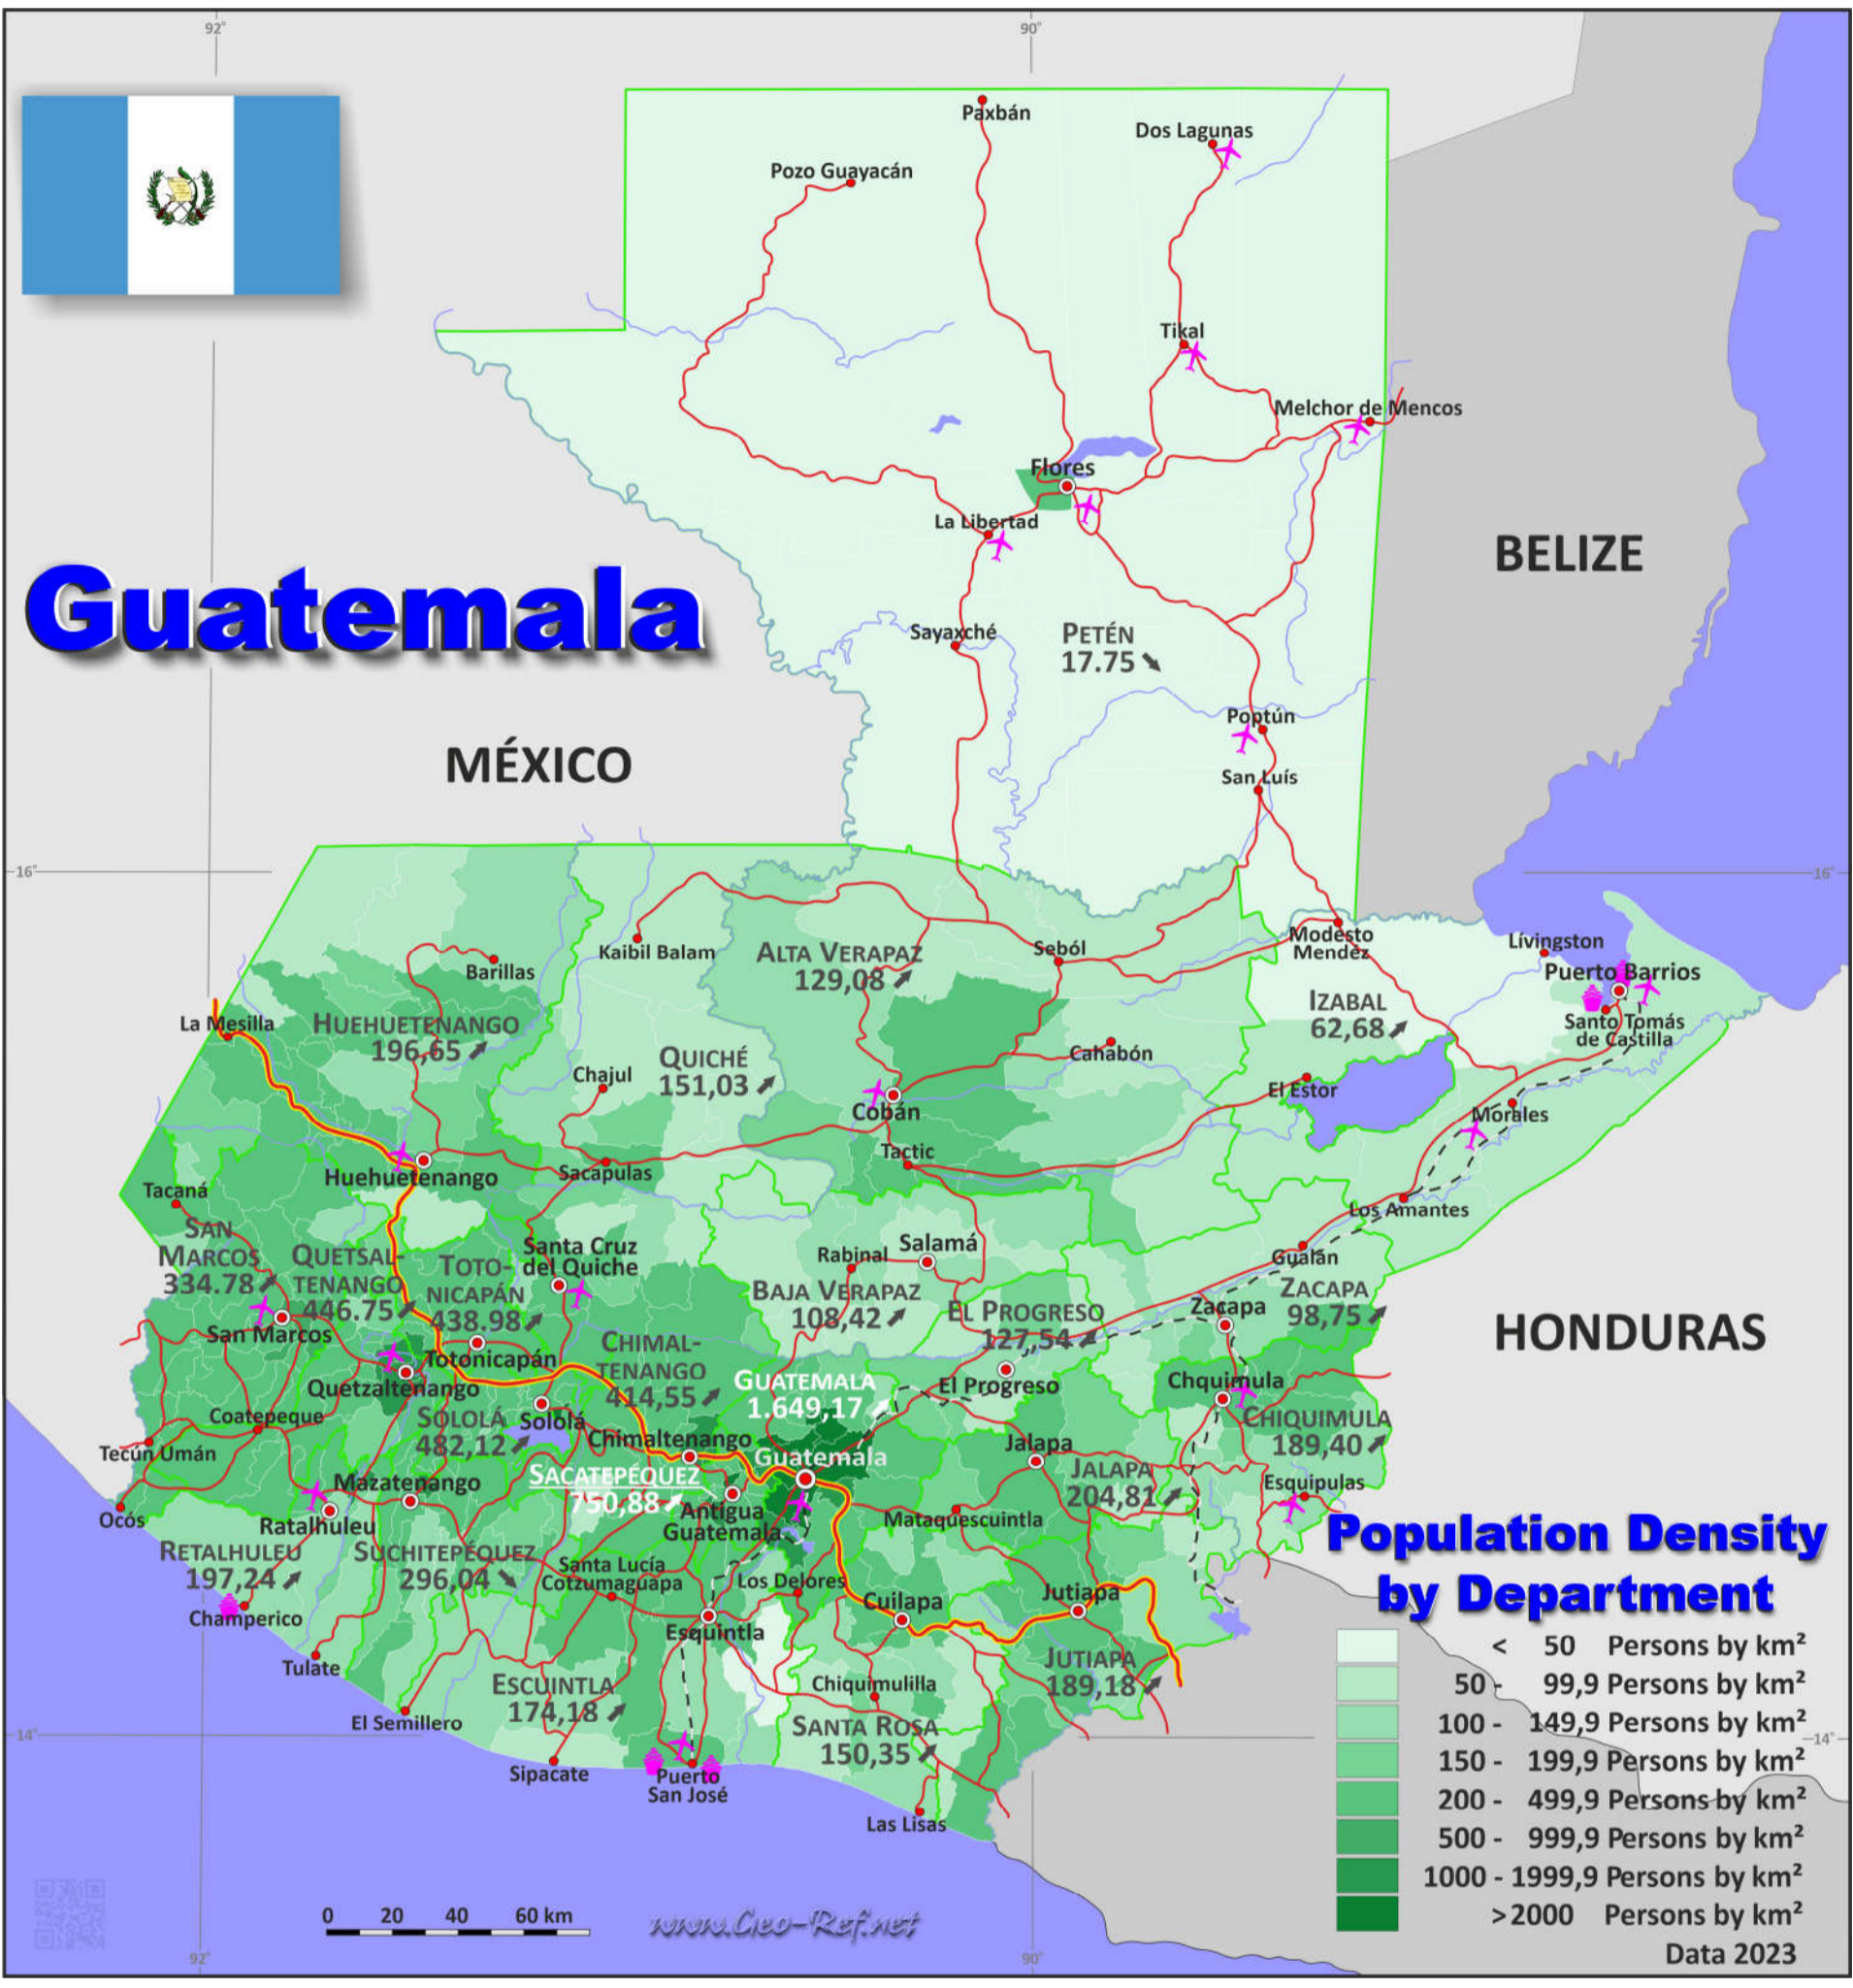 92°
90°
Paxbán
Dos Lagunas
Pozo Guayacán
Tikal
Melchor de Mencos
Flores
La Libertad
BELIZE
Guatemala
Sayaxché
PETÉN
17.75
Poptún
MÉXICO
San Luís
16°
16°
Modesto
Mendez
Lívingston
Kaibil Balam
ALTA VERAPAZ
129,08
Seból
Barillas
Puerto Barrios
IZABAL
62,68
Santo Tomás
de Castilla
La Mesilla
HUEHUETENANGO
196,65
QUICHÉ
151,03
Cahabón
Chajul
El Estor
Cobán
Morales
Tactic
Huehuetenango
Sacapulas
Tacaná
Los Amantes
SAN
MARCOS
334.78
QUETSAL-
TENANGO
446.75
TOTO-
NICAPÁN
438.98
Santa Cruz
del Quiche
Rabinal
Salamá
Gualán
BAJA VERAPAZ
108,42
EL PROGRESO
127,54
Zacapa
ZACAPA
98,75
HONDURAS
San Marcos
Totonicapán
CHIMAL-
TENANGO
414,55
GUATEMALA
1.649,17
El Progreso
Chquimula
Quetzaltenango
Coatepeque
SOLOLÁ
482,12
Sololá
CHIQUIMULA
189,40
Chimaltenango
Guatemala
Jalapa
Tecún Umán
JALAPA
204,81
Mazatenango
SACATEPÉQUEZ
750,88
Esquipulas
Ocós
Ratalhuleu
Antigua
Guatemala
Mataquescuintla
Population Density
by Department
RETALHULEU
197,24
SUCHITEPÉQUEZ
296,04
Santa Lucía
Cotzumaguapa
Los Delores
Cuilapa
Jutiapa
Champerico
Esquintla
Tulate
JUTIAPA
189,18
ESCUINTLA
174,18
Chiquimulilla
El Semillero
SANTA ROSA
150,35
14°
14°
Sipacate
Puerto
San José
Las Lisas
< 50 Persons by km²
50 - 99,9 Persons by km²
100 - 149,9 Persons by km²
150 - 199,9 Persons by km²
200 - 499,9 Persons by km²
500 - 999,9 Persons by km²
1000 - 1999,9 Persons by km²
>2000 Persons by km²
Data 2023
0 20 40 60 km
www.Geo-Ref.net
92°
90°